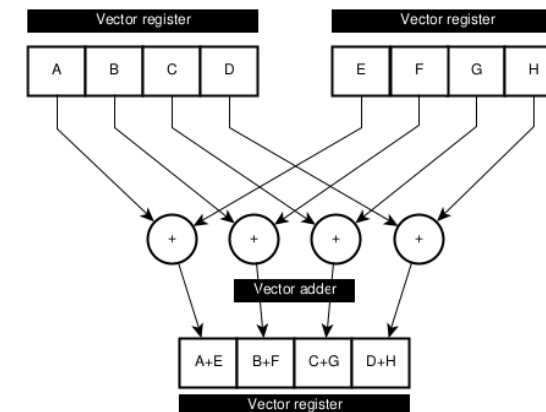 Vector register Vector register
A B C D E F G H
+ + + +
Vector adder
A+E B+F C+G D+H
Vector register